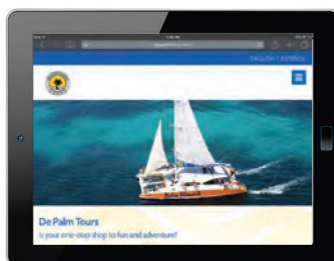 ENGLISH | ESPAÑOL
De Palm Tours
is your one-stop shop to fun and adventure!